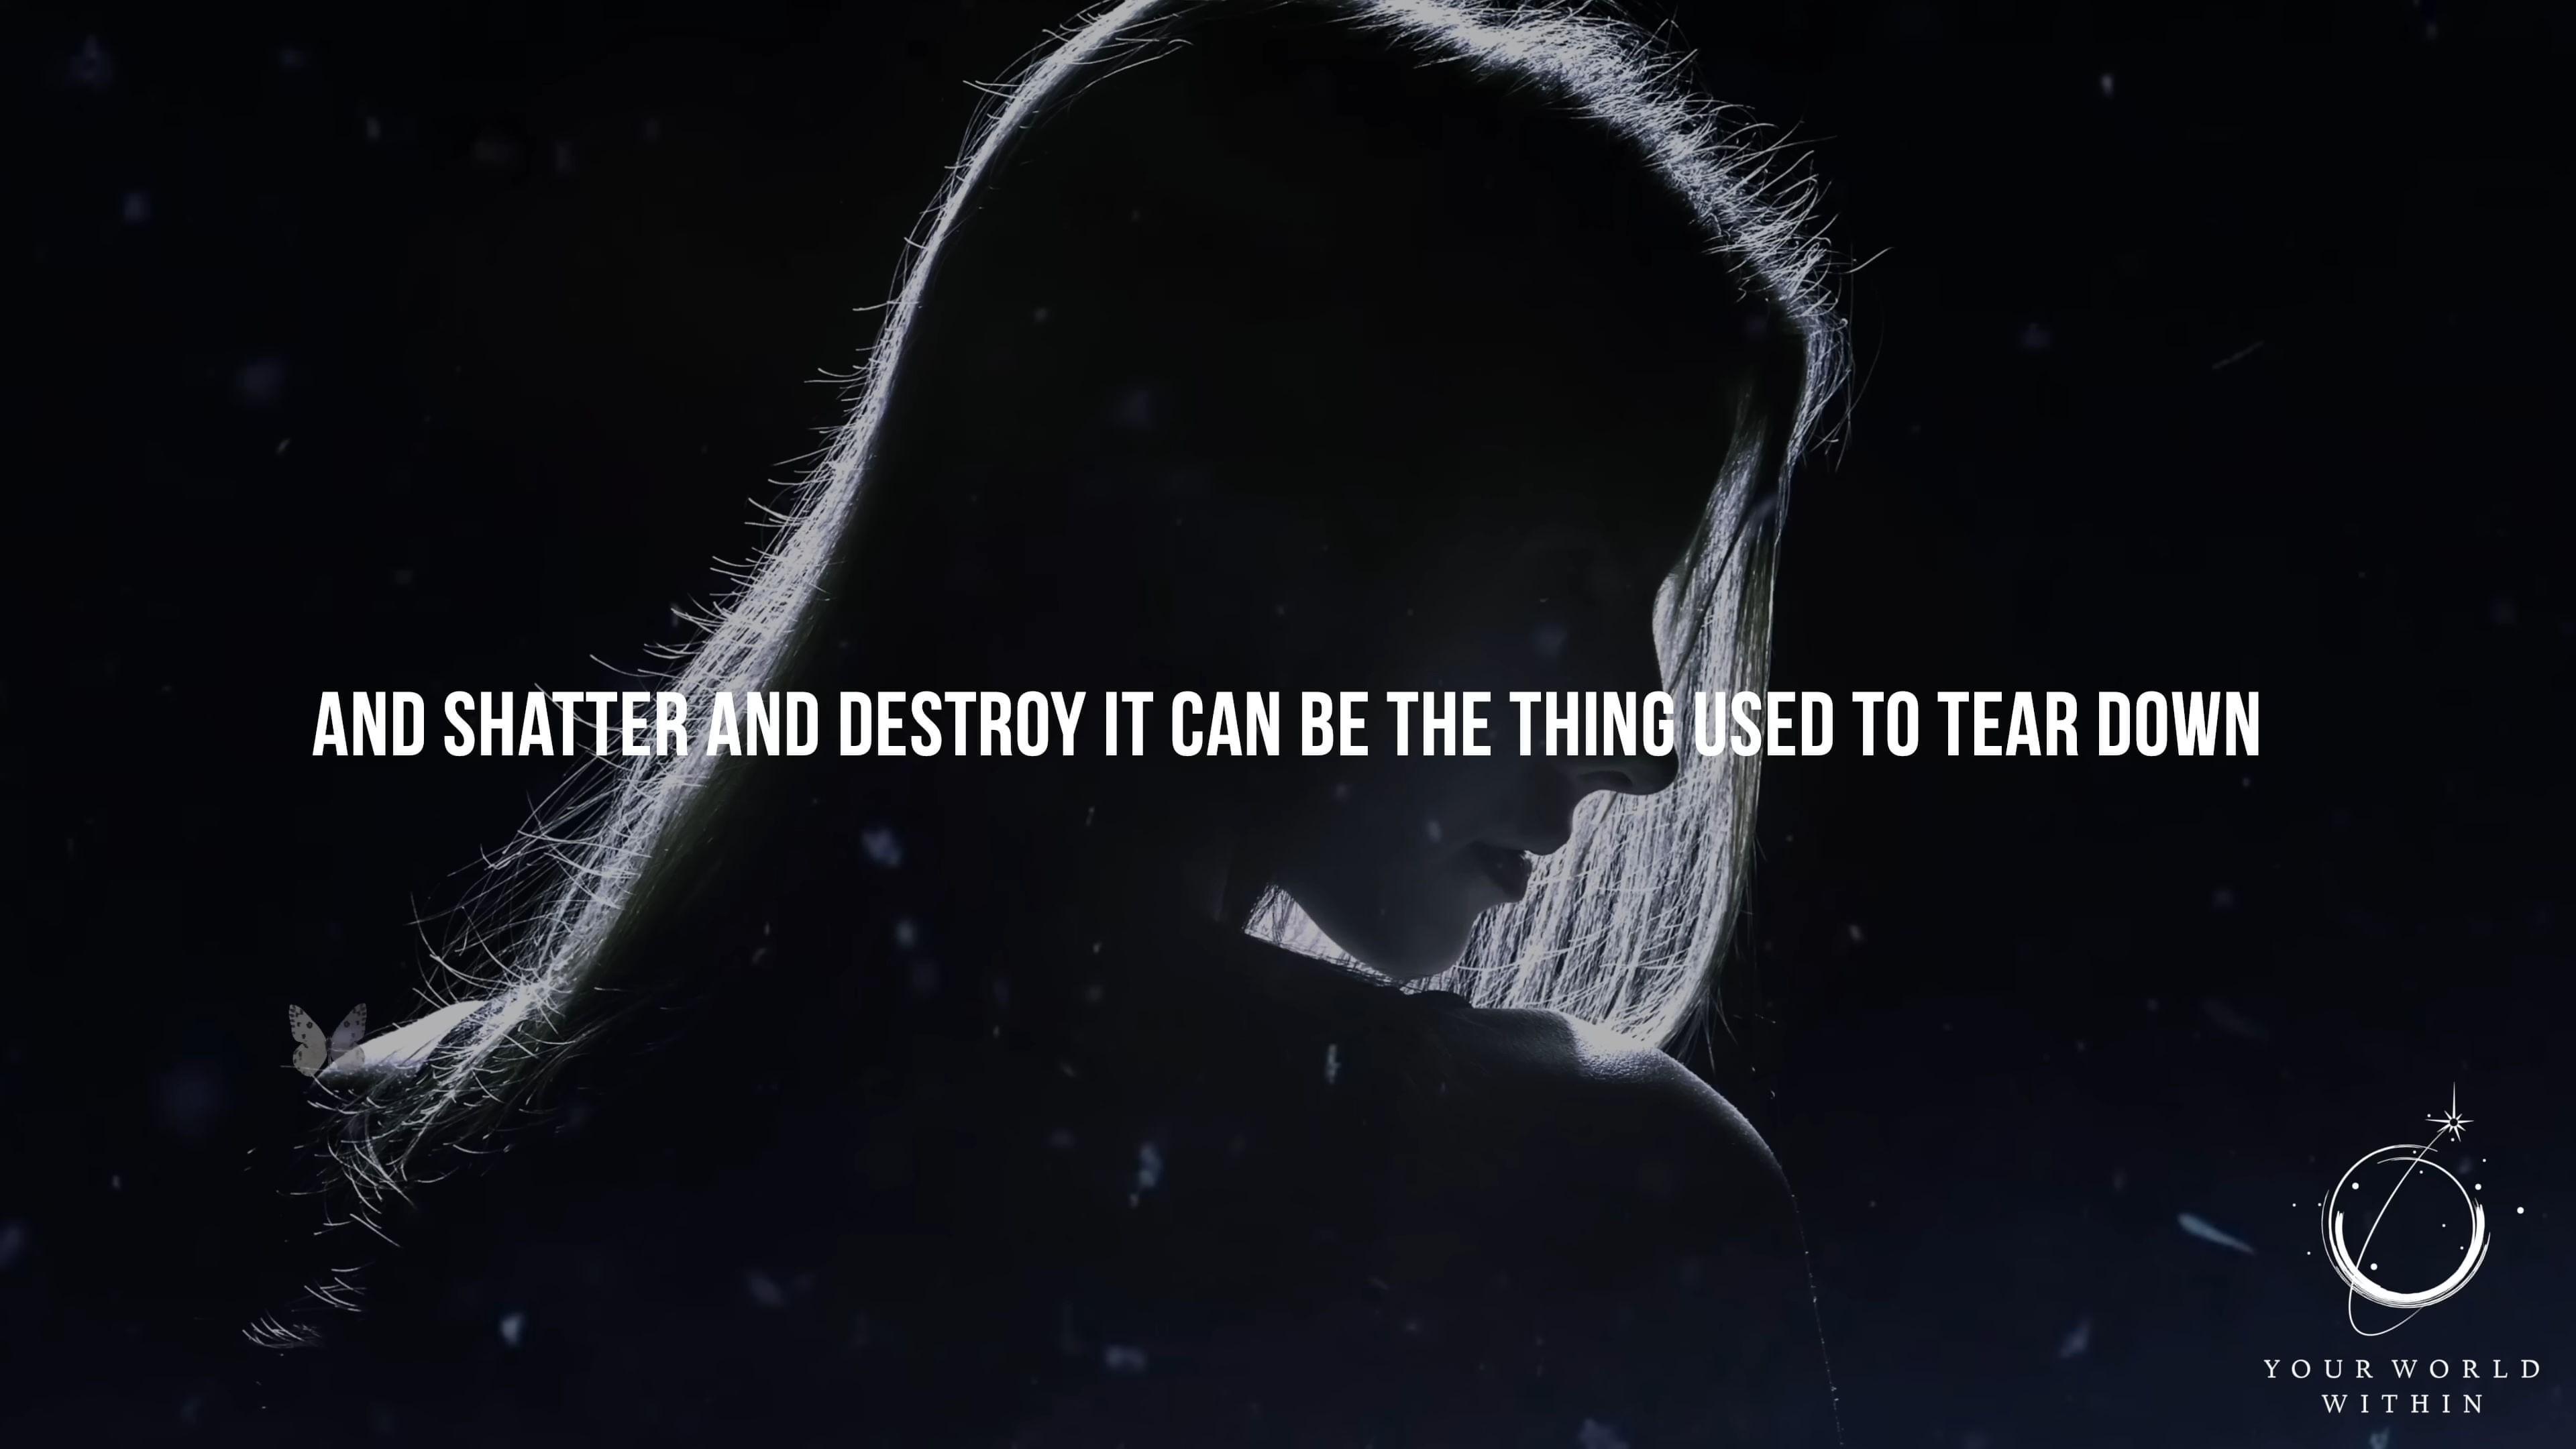 AND SHATTER AND DESTROY IT CAN BE THE THING USED TO TEAR DOWN
YOUR WORLD
WITHIN